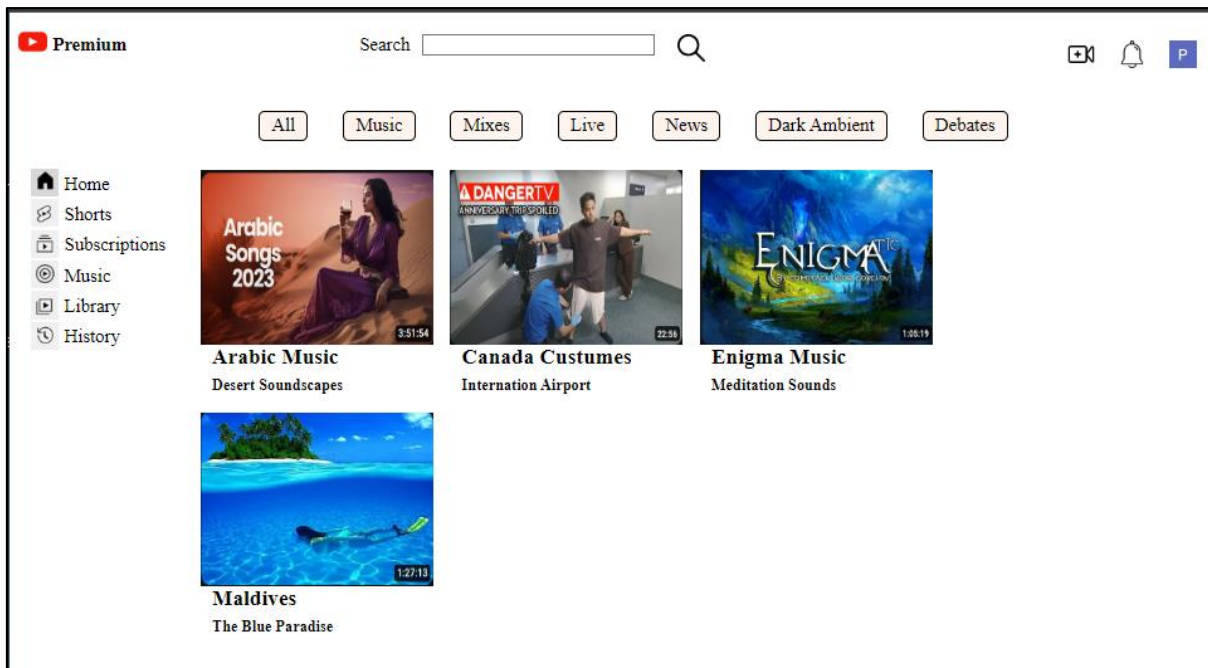 Premium
Search
P
All
Music
Mixes
Live
News
Dark Ambient
Debates
Home
Shorts
Subscriptions
Music
Library
History
Arabic
Songs
2023
3:51:54
Arabic Music
Desert Soundscapes
DANGERTV
ANNIVERSARY TRIP SPOILED
22:56
Canada Custumes
Internation Airport
ENIGMATIC
1:05:19
Enigma Music
Meditation Sounds
1:27:13
Maldives
The Blue Paradise